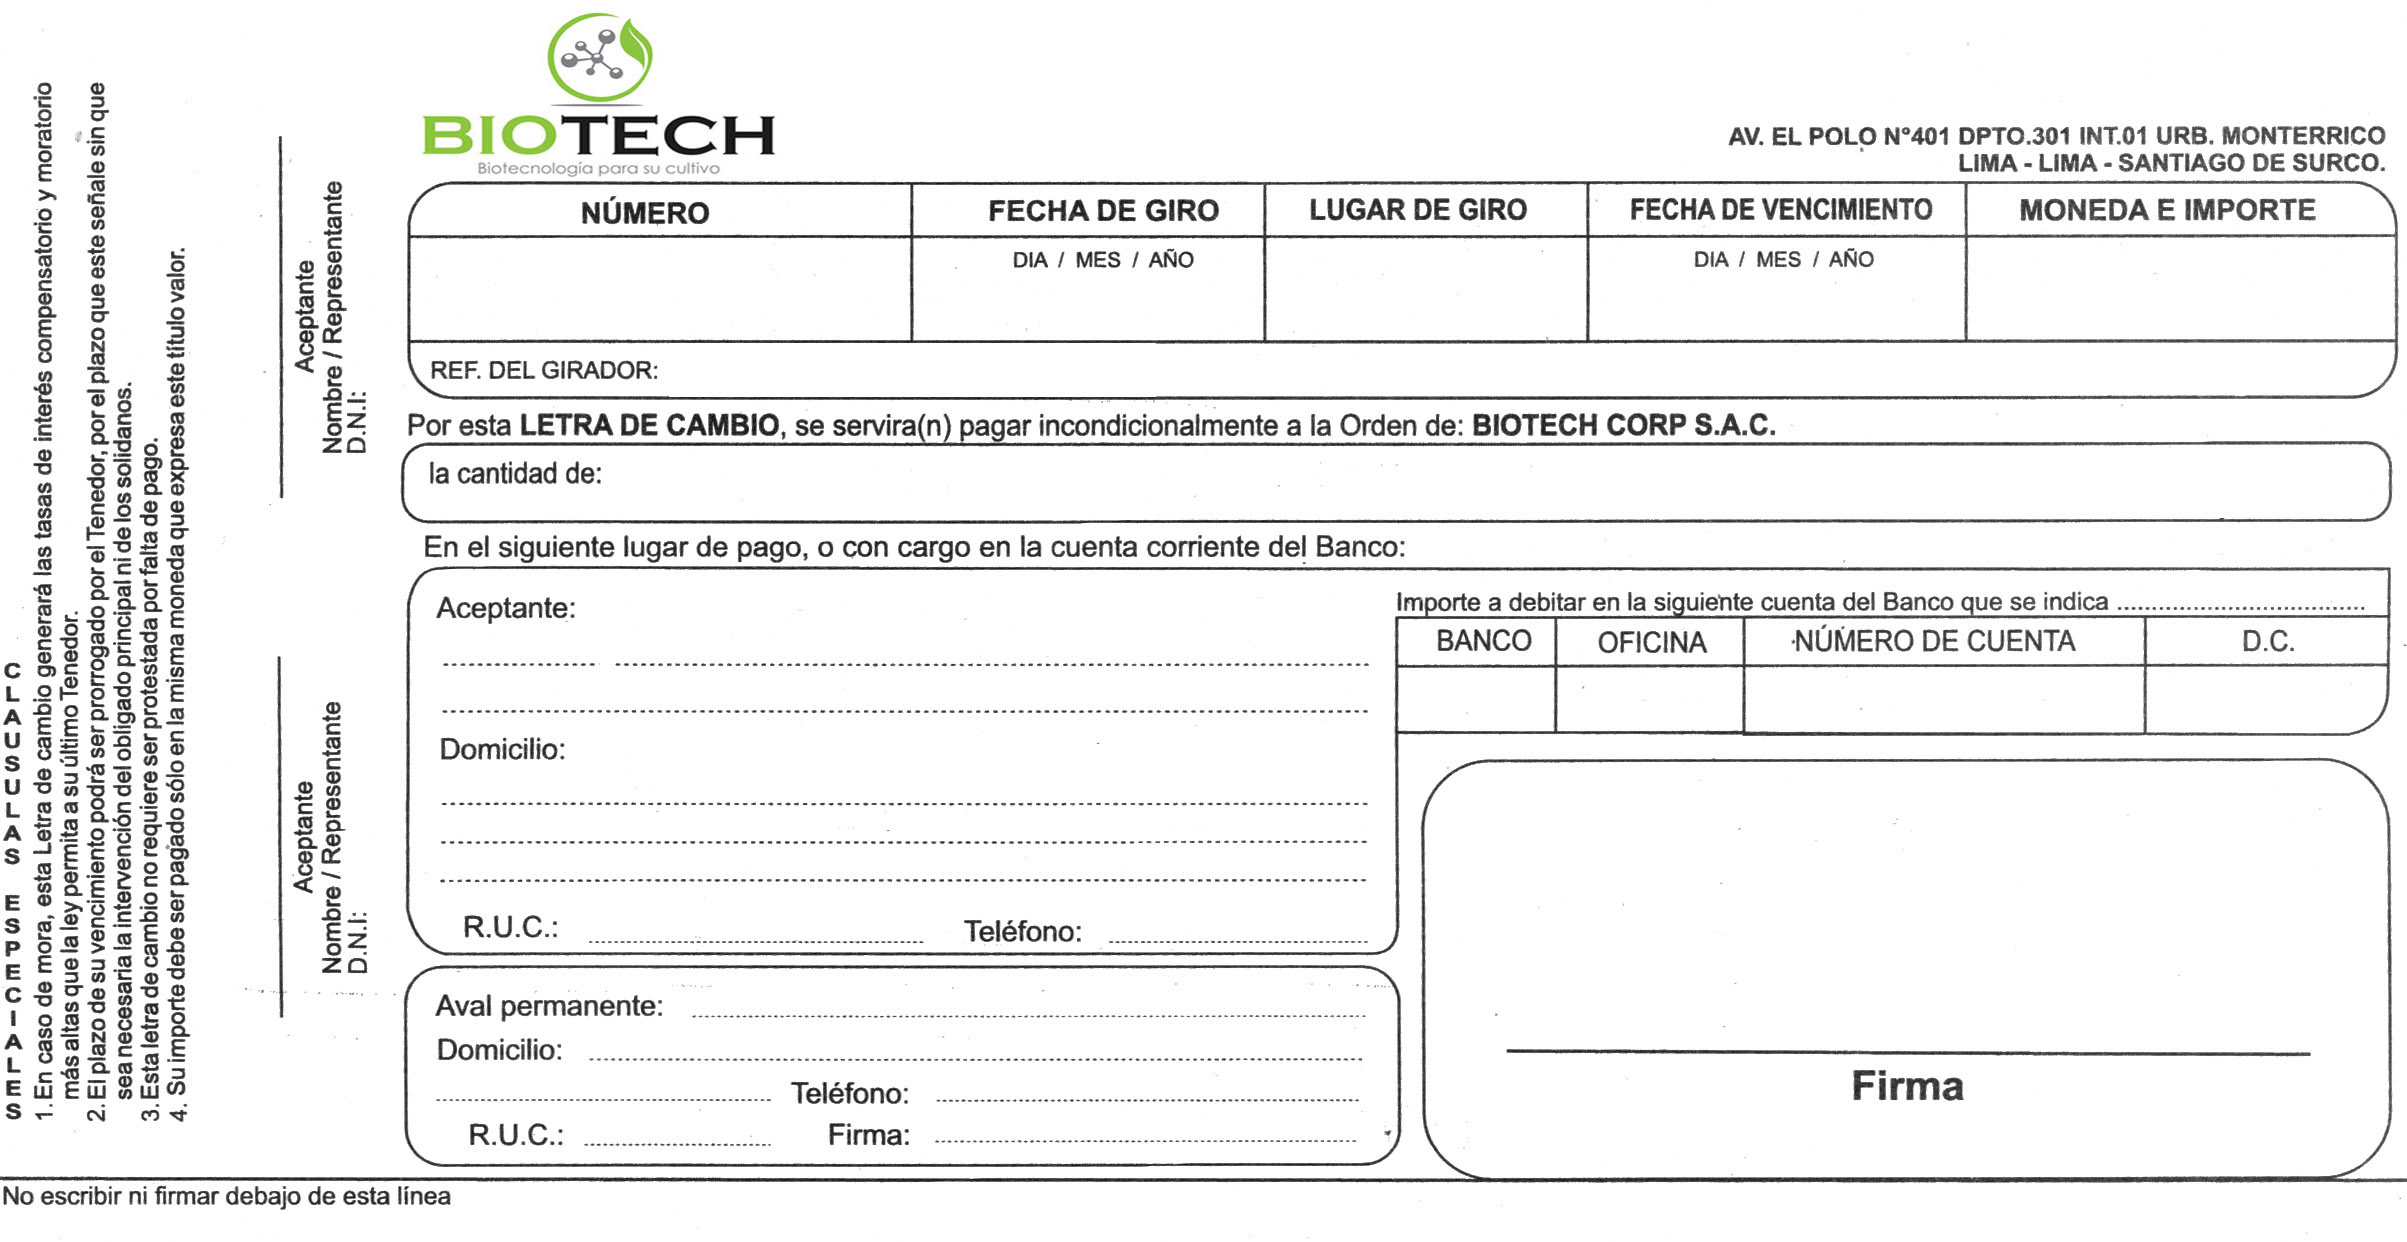 BIOTECH
Biotecnología para su cultivo
AV. EL POLO N°401 DPTO.301 INT.01 URB. MONTERRICO
LIMA - LIMA - SANTIAGO DE SURCO.
NÚMERO FECHA DE GIRO LUGAR DE GIRO FECHA DE VENCIMIENTO MONEDA E IMPORTE
DIA / MES / AÑO DIA / MES / AÑO
REF. DEL GIRADOR:
Por esta LETRA DE CAMBIO, se servira(n) pagar incondicionalmente a la Orden de: BIOTECH CORP S.A.C.
la cantidad de:
En el siguiente lugar de pago, o con cargo en la cuenta corriente del Banco:
Aceptante:
Domicilio:
R.U.C.: Teléfono:
Importe a debitar en la siguiente cuenta del Banco que se indica
BANCO OFICINA NÚMERO DE CUENTA D.C.
Aval permanente:
Domicilio:
Teléfono:
R.U.C.: Firma:
Firma
No escribir ni firmar debajo de esta línea
CLAUSULAS ESPECIALES
1. En caso de mora, esta Letra de cambio generará las tasas de interés compensatorio y moratorio
más altas que la ley permita a su último Tenedor.
2. El plazo de su vencimiento podrá ser prorrogado por el Tenedor, por el plazo que este señale sin que
sea necesaria la intervención del obligado principal ni de los solidanos.
3. Esta letra de cambio no requiere ser protestada por falta de pago.
4. Su importe debe ser pagado sólo en la misma moneda que expresa este título valor.
Aceptante
Nombre / Representante
D.N.I:
Aceptante
Nombre / Representante
D.N.I: